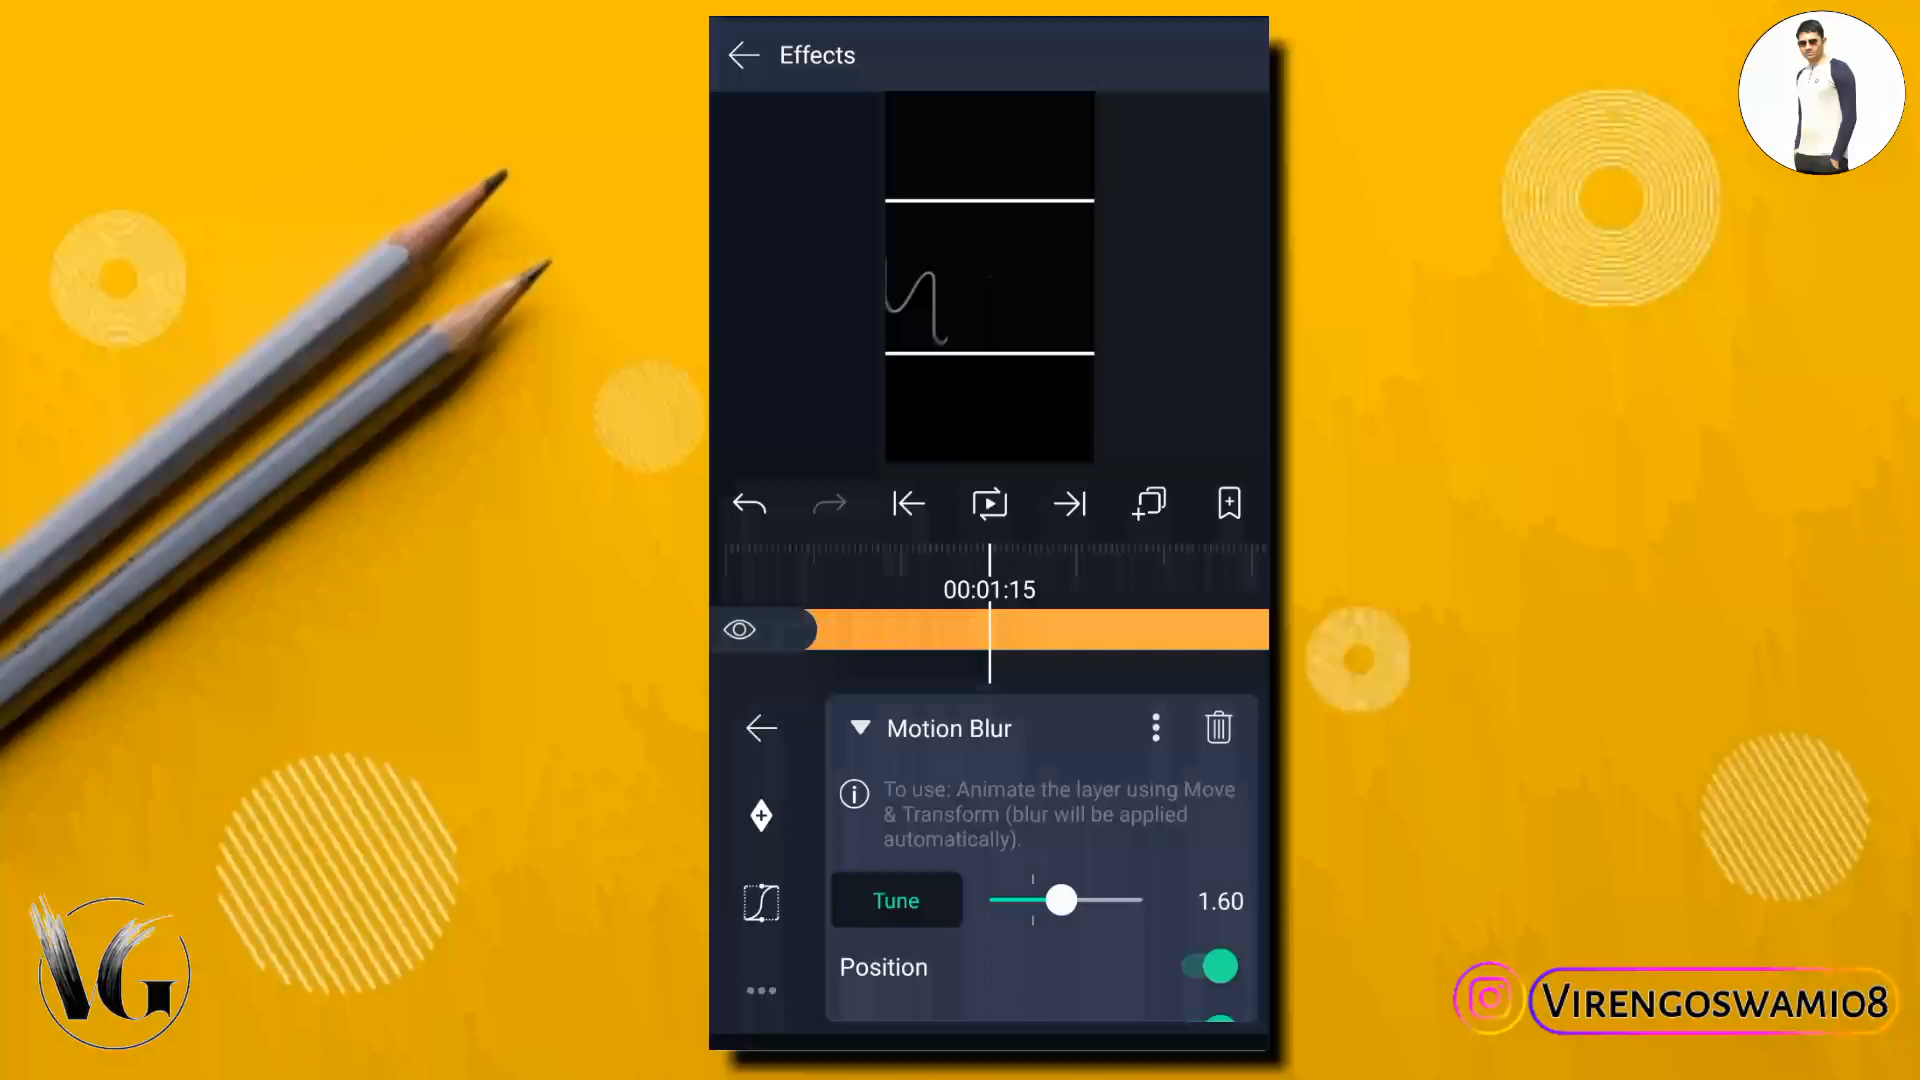 Effects
00:01:15
Motion Blur
To use: Animate the layer using Move
& Transform (blur will be applied
automatically).
Tune
1.60
Position
VG
VIRENGOSWAMI08